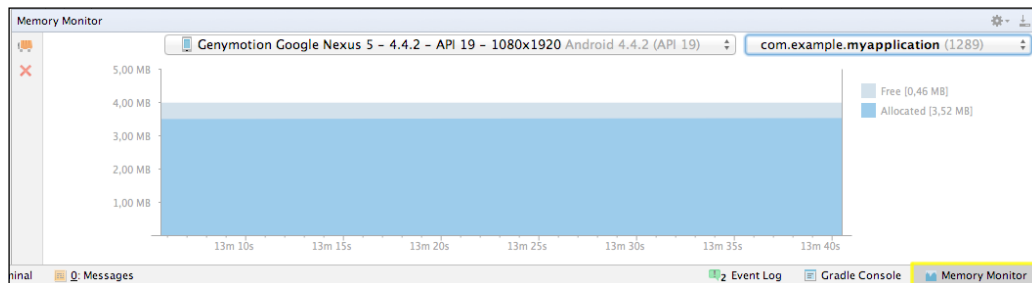 Memory Monitor
Genymotion Google Nexus 5 - 4.4.2 - API 19 - 1080x1920 Android 4.4.2 (API 19)
com.example.myapplication (1289)
5,00 MB
4,00 MB
3,00 MB
2,00 MB
1,00 MB
Free [0,46 MB]
Allocated [3,52 MB]
13m 10s 13m 15s 13m 20s 13m 25s 13m 30s 13m 35s 13m 40s
minal 0: Messages 2 Event Log Gradle Console Memory Monitor